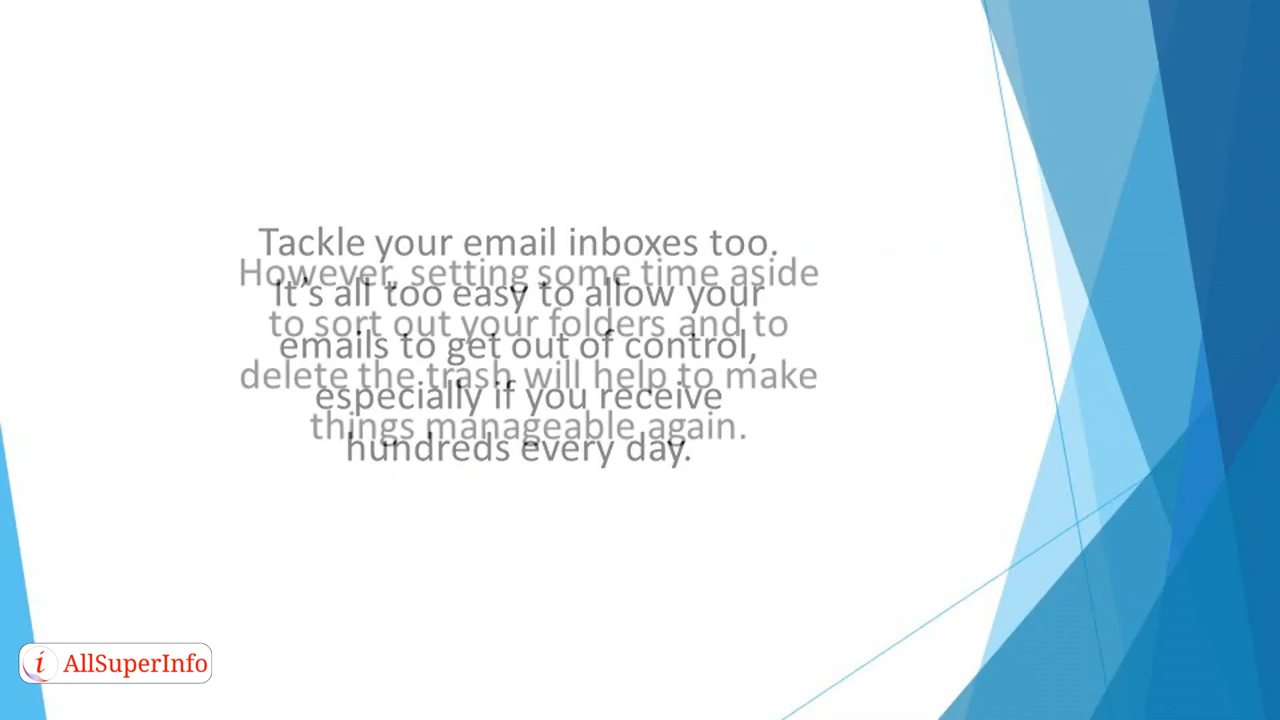 Tackle your email inboxes too.
It's all too easy to allow your
emails to get out of control,
especially if you receive
hundreds every day.
However, setting some time aside
to sort out your folders and to
delete the trash will help to make
things manageable again.
i AllSuperInfo